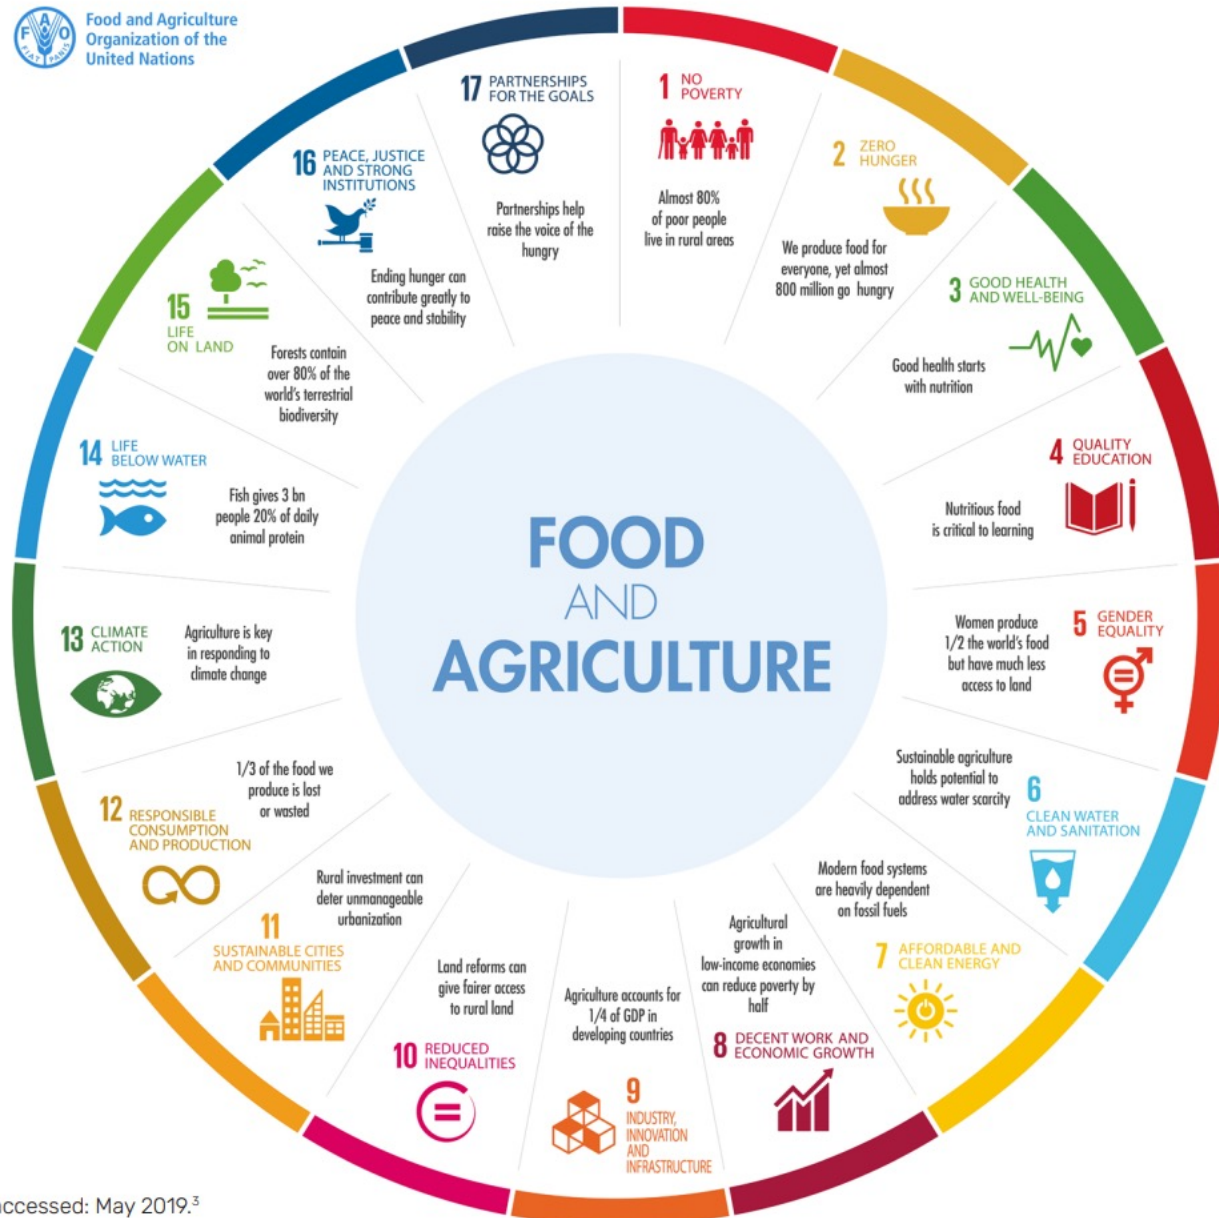 Food and Agriculture
Organization of the
United Nations
F A O
FIAT PANIS
1 NO
POVERTY
Almost 80%
of poor people
live in rural areas
2 ZERO
HUNGER
We produce food for
everyone, yet almost
800 million go hungry
3 GOOD HEALTH
AND WELL-BEING
Good health starts
with nutrition
4 QUALITY
EDUCATION
Nutritious food
is critical to learning
5 GENDER
EQUALITY
Women produce
1/2 the world's food
but have much less
access to land
6
CLEAN WATER
AND SANITATION
Sustainable agriculture
holds potential to
address water scarcity
7 AFFORDABLE AND
CLEAN ENERGY
Modern food systems
are heavily dependent
on fossil fuels
8 DECENT WORK AND
ECONOMIC GROWTH
Agricultural
growth in
low-income economies
can reduce poverty by
half
9
INDUSTRY,
INNOVATION
AND
INFRASTRUCTURE
Agriculture accounts for
1/4 of GDP in
developing countries
10 REDUCED
INEQUALITIES
Land reforms can
give fairer access
to rural land
11
SUSTAINABLE CITIES
AND COMMUNITIES
Rural investment can
deter unmanageable
urbanization
12 RESPONSIBLE
CONSUMPTION
AND PRODUCTION
1/3 of the food we
produce is lost
or wasted
13 CLIMATE
ACTION
Agriculture is key
in responding to
climate change
14 LIFE
BELOW WATER
Fish gives 3 bn
people 20% of daily
animal protein
15
LIFE
ON LAND
Forests contain
over 80% of the
world's terrestrial
biodiversity
16 PEACE, JUSTICE
AND STRONG
INSTITUTIONS
Ending hunger can
contribute greatly to
peace and stability
17 PARTNERSHIPS
FOR THE GOALS
Partnerships help
raise the voice of the
hungry
FOOD
AND
AGRICULTURE
accessed: May 2019.³